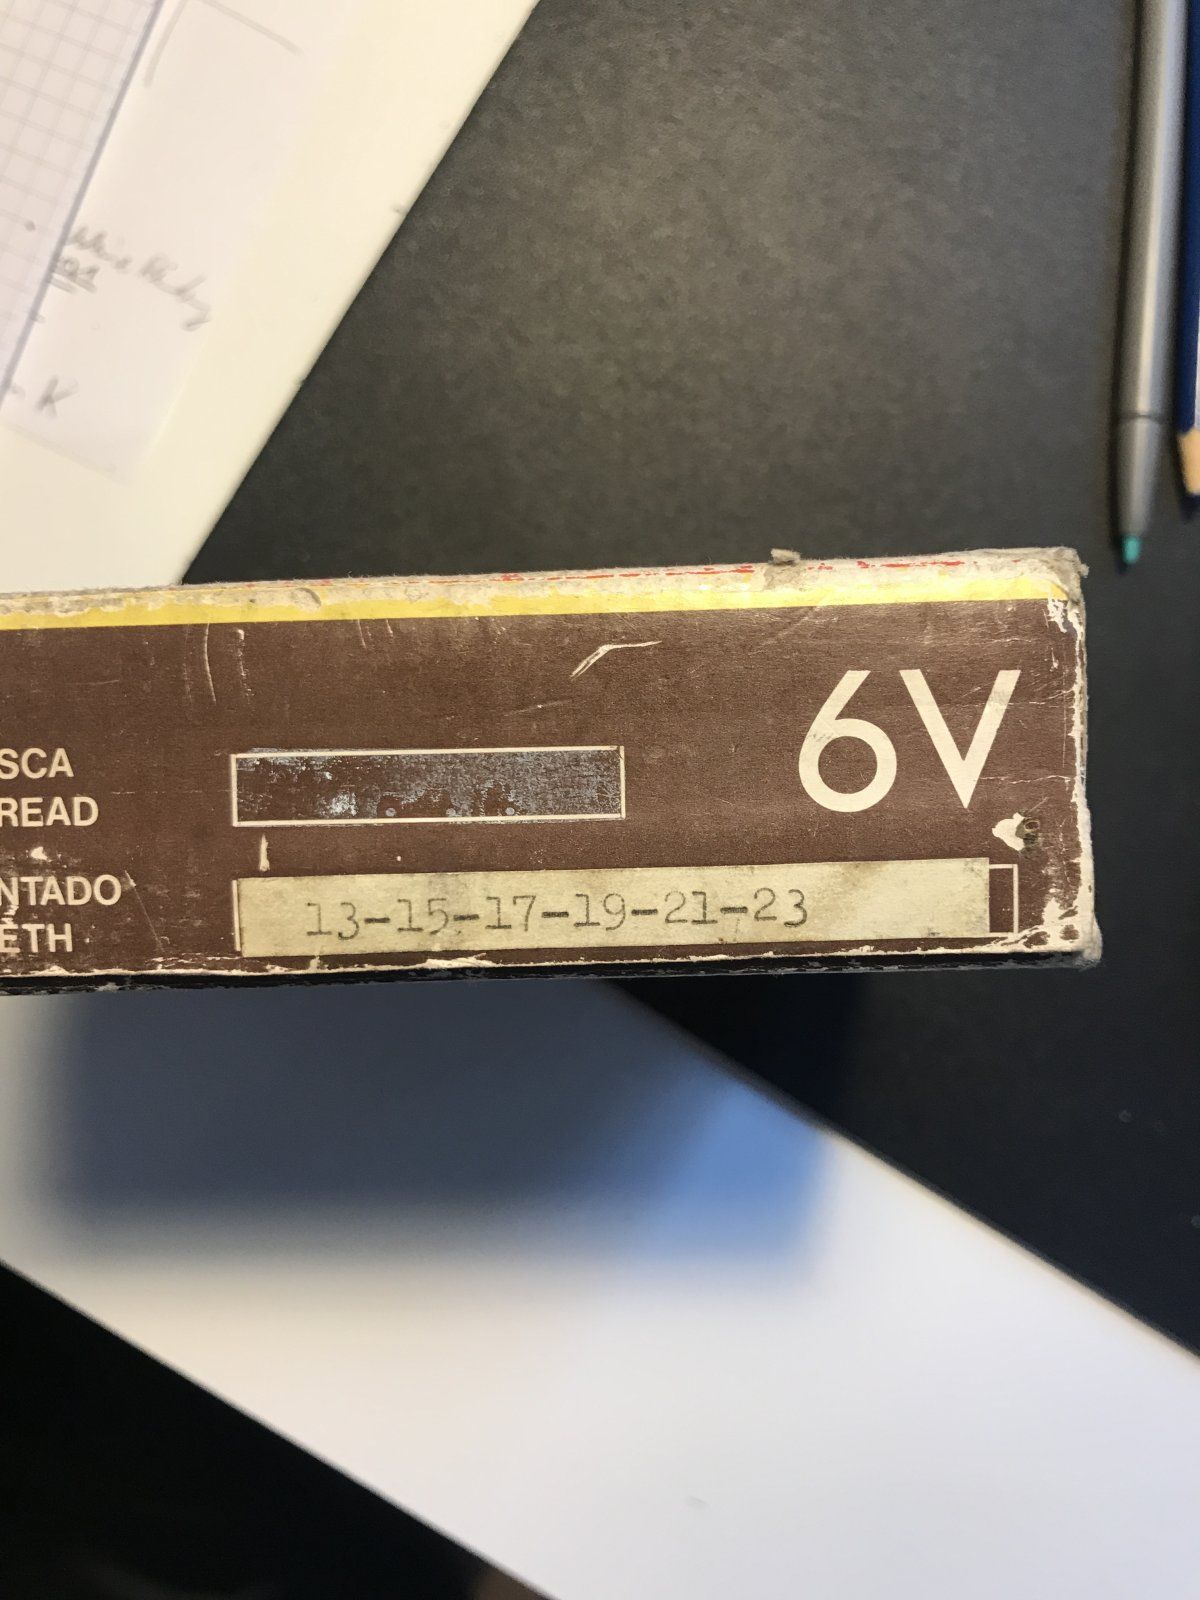 K
6V
SCA
READ
NTADO
ETH
13-15-17-19-21-23